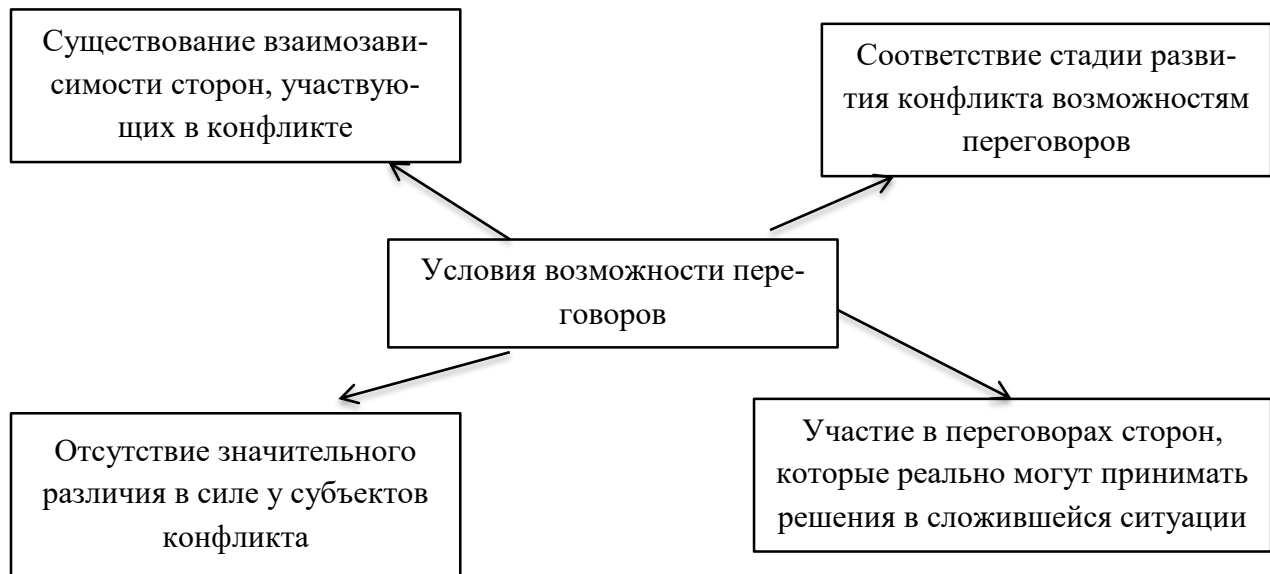 Существование взаимозави-
симости сторон, участвую-
щих в конфликте
Соответствие стадии разви-
тия конфликта возможностям
переговоров
Условия возможности пере-
говоров
Отсутствие значительного
различия в силе у субъектов
конфликта
Участие в переговорах сторон,
которые реально могут принимать
решения в сложившейся ситуации